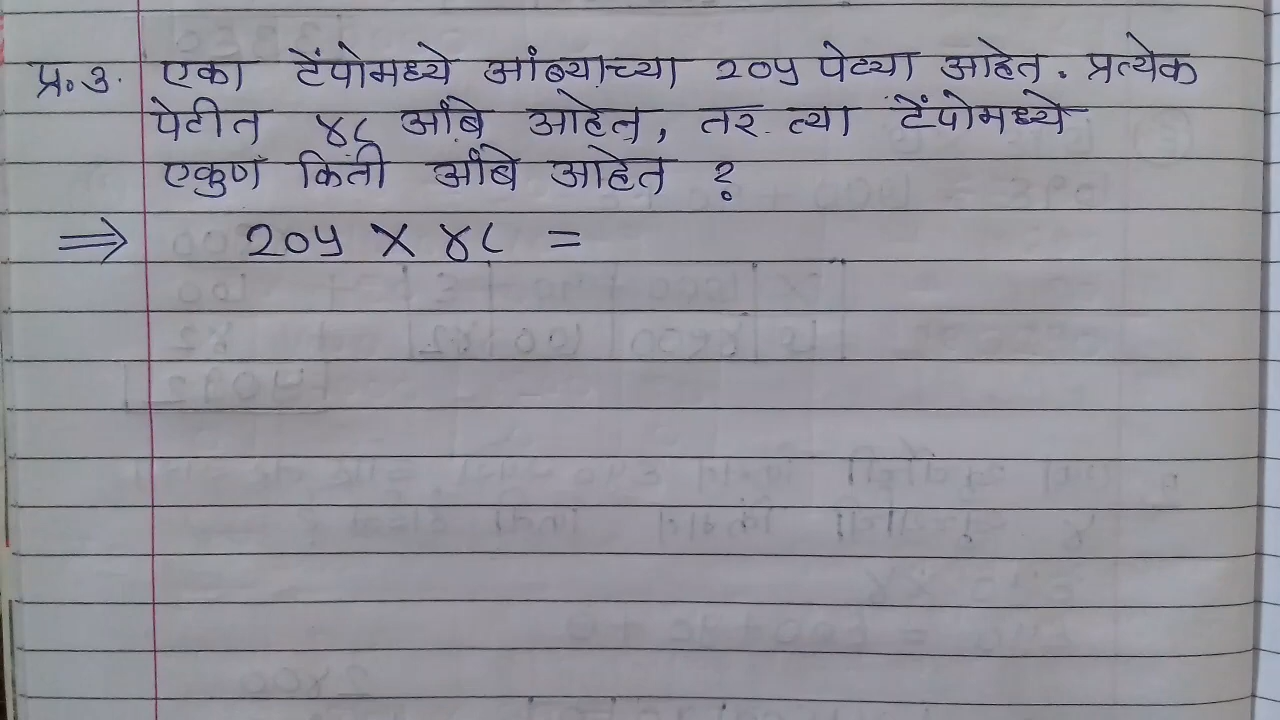 प्र.३. एका टेंपोमध्ये आंब्याच्या २०५ पेट्या आहेत. प्रत्येक
पेटीत ४८ आंबे आहेत, तर त्या टेंपोमध्ये
एकुण किती आंबे आहेत ?
⇒ २०५ × ४८ =